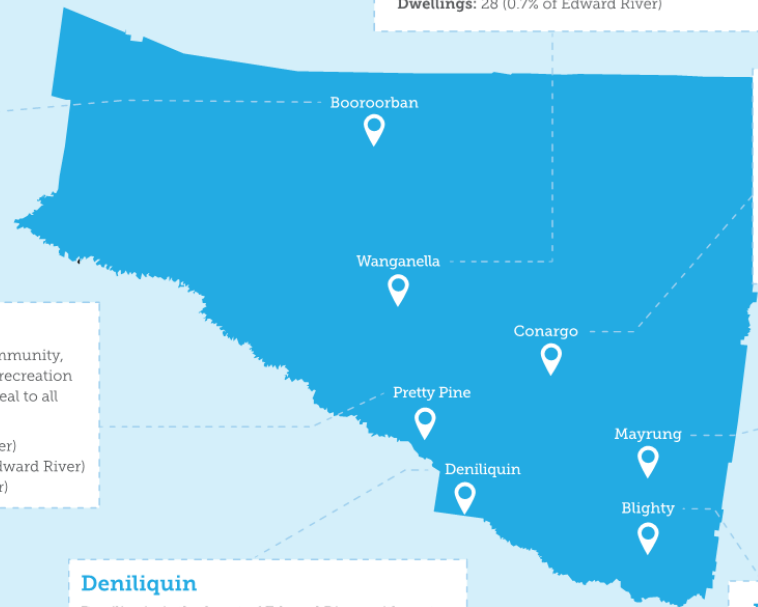 Dwellings: 28 (0.7% of Edward River)
Booroorban
Wanganella
Conargo
mmunity,
recreation
eal to all
Pretty Pine
er)
dward River)
r)
Mayrung
Deniliquin
Blighty
Deniliquin